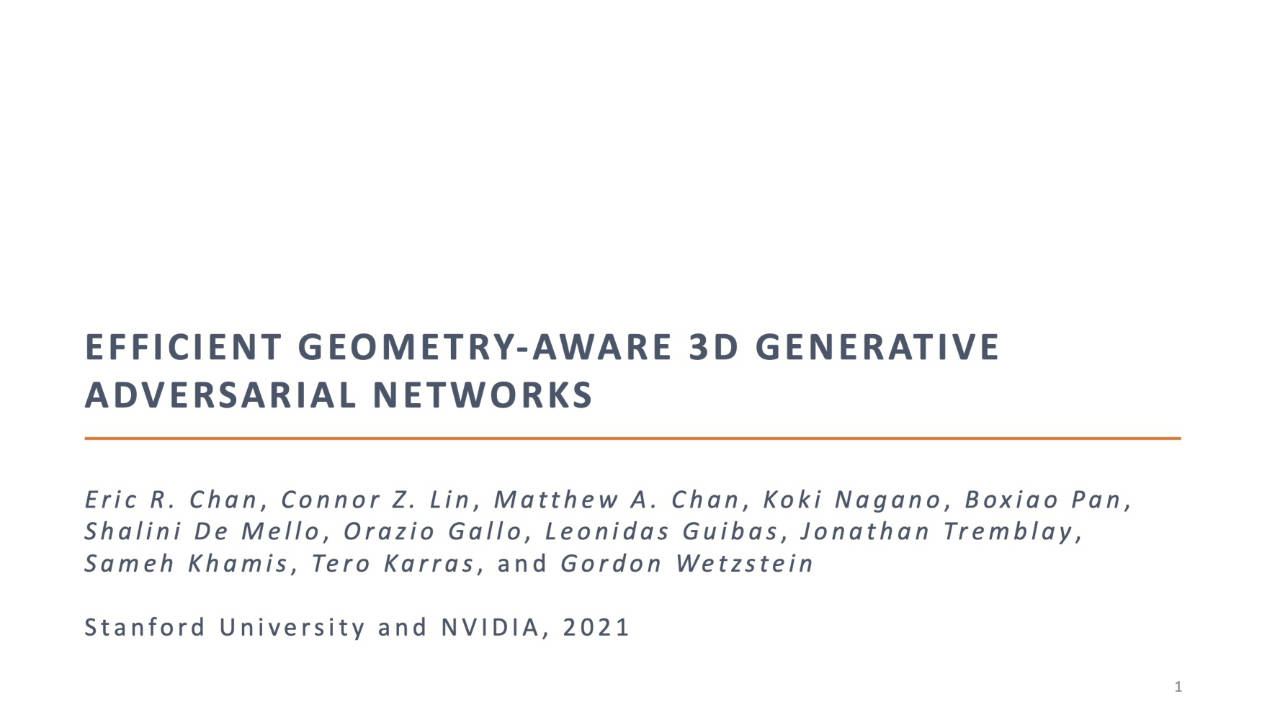 EFFICIENT GEOMETRY-AWARE 3D GENERATIVE
ADVERSARIAL NETWORKS
Eric R. Chan, Connor Z. Lin, Matthew A. Chan, Koki Nagano, Boxiao Pan,
Shalini De Mello, Orazio Gallo, Leonidas Guibas, Jonathan Tremblay,
Sameh Khamis, Tero Karras, and Gordon Wetzstein
Stanford University and NVIDIA, 2021
1